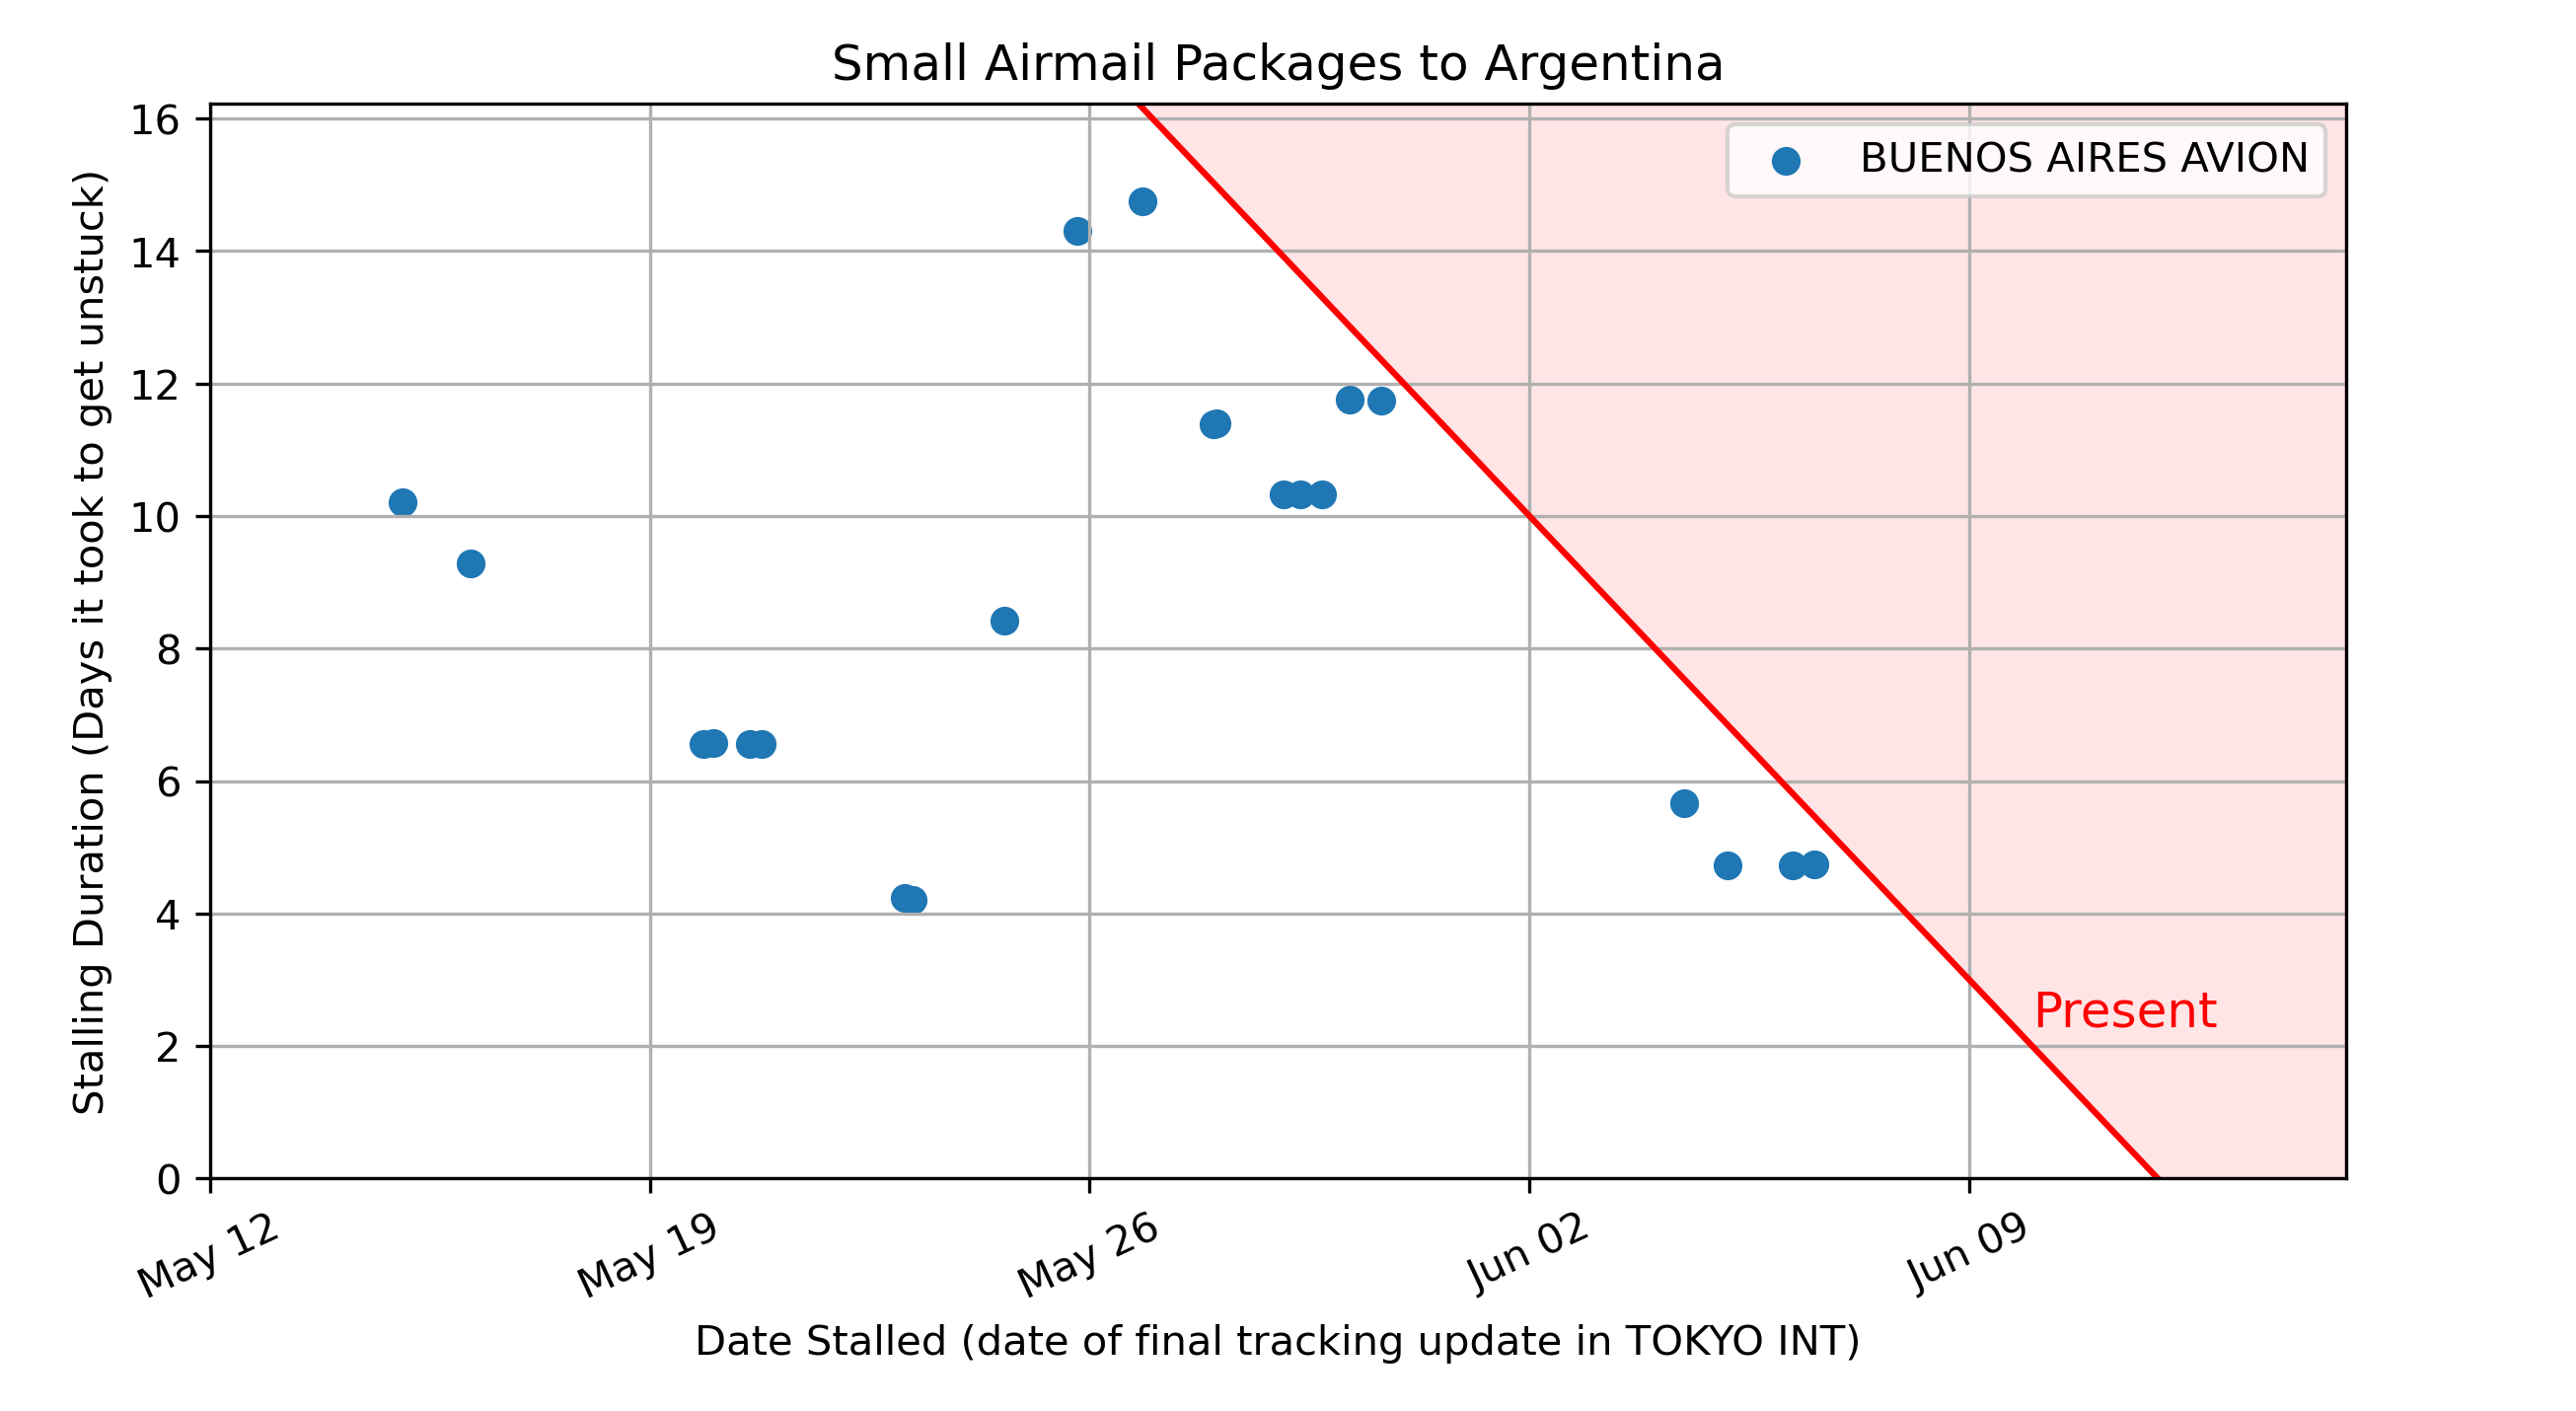 Small Airmail Packages to Argentina
Stalling Duration (Days it took to get unstuck)
16
14
12
10
8
6
4
2
0
BUENOS AIRES AVION
Present
May 12
May 19
May 26
Jun 02
Jun 09
Date Stalled (date of final tracking update in TOKYO INT)